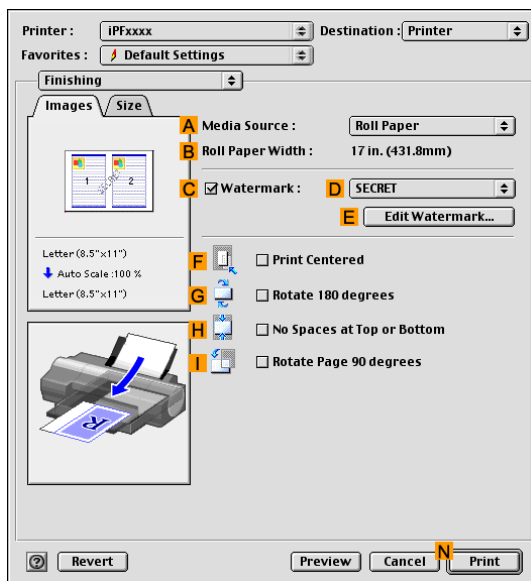 Printer : iPFxxxx Destination : Printer
Favorites : Default Settings
Finishing
Images Size
A Media Source : Roll Paper
B Roll Paper Width : 17 in. (431.8mm)
C Watermark : D SECRET
E Edit Watermark...
1 SECRET 2
Letter (8.5"x11")
Auto Scale :100 %
Letter (8.5"x11")
F Print Centered
G Rotate 180 degrees
H No Spaces at Top or Bottom
I Rotate Page 90 degrees
R
? Revert Preview Cancel N Print